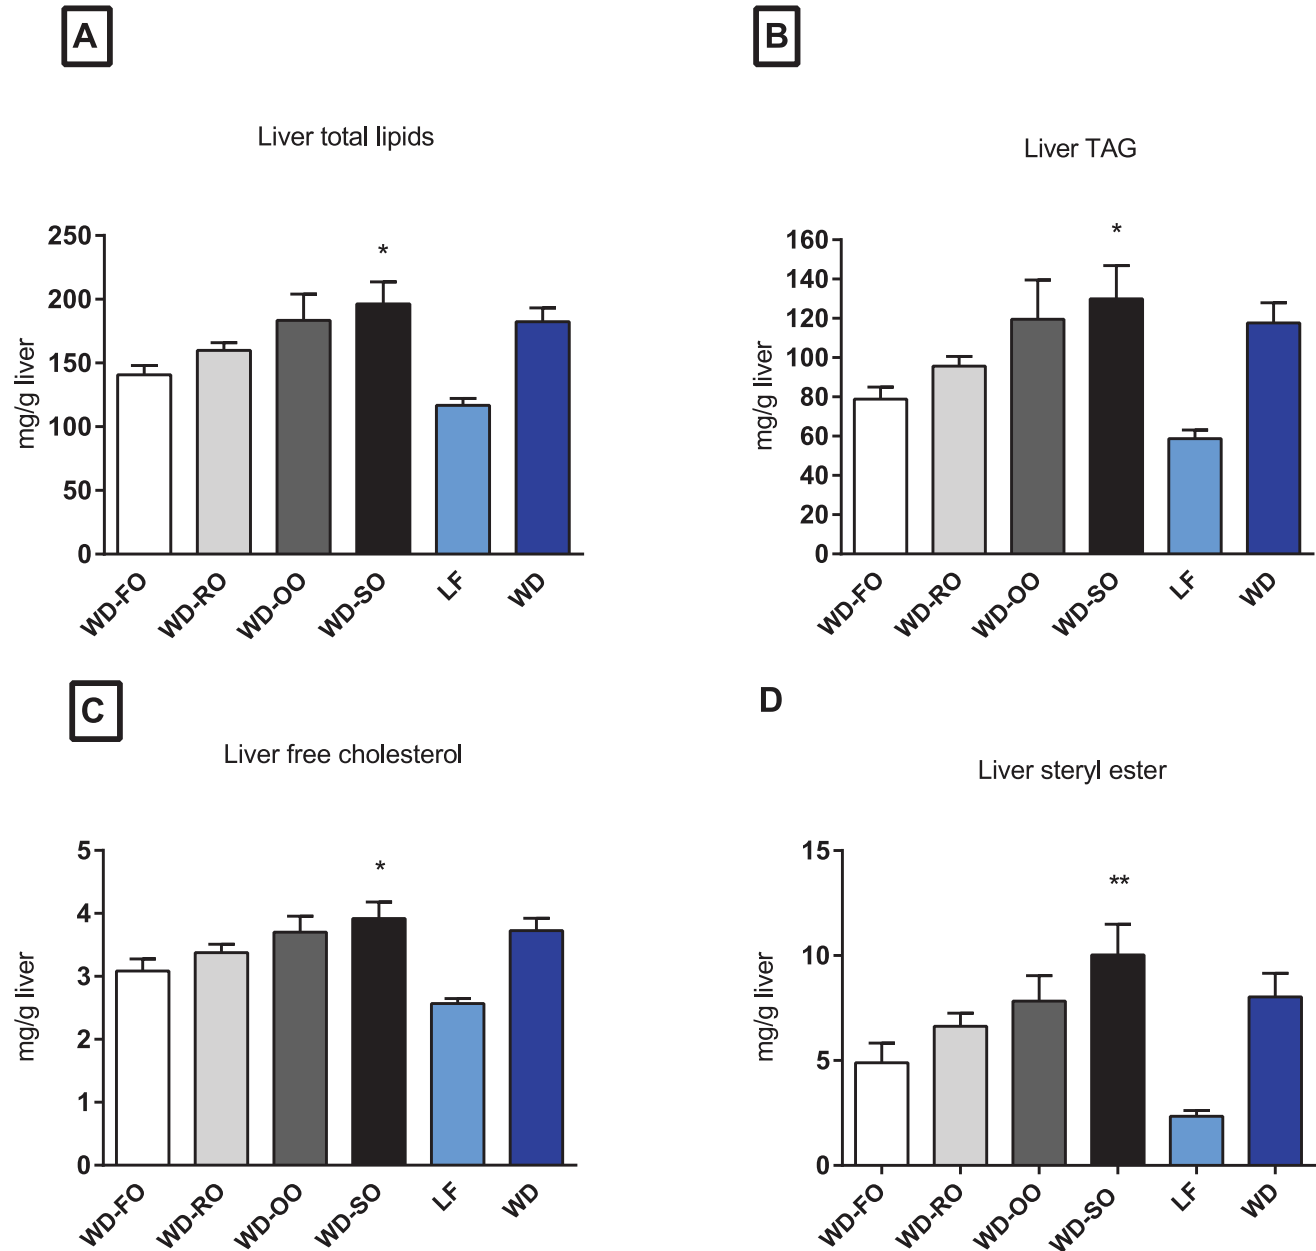 A
Liver total lipids
mg/g liver
250
200
150
100
50
0
*
WD-FO
WD-RO
WD-OO
WD-SO
LF
WD
B
Liver TAG
mg/g liver
160
140
120
100
80
60
40
20
0
*
WD-FO
WD-RO
WD-OO
WD-SO
LF
WD
C
Liver free cholesterol
mg/g liver
5
4
3
2
1
0
*
WD-FO
WD-RO
WD-OO
WD-SO
LF
WD
D
Liver steryl ester
mg/g liver
15
10
5
0
**
WD-FO
WD-RO
WD-OO
WD-SO
LF
WD